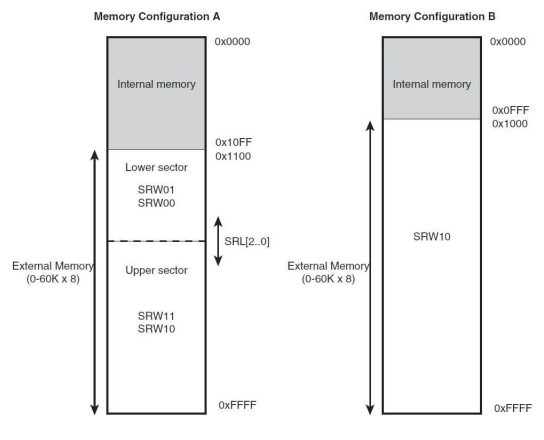 Memory Configuration A
0x0000
Internal memory
0x10FF
0x1100
Lower sector
SRW01
SRW00
SRL[2..0]
External Memory
(0-60K x 8)
Upper sector
SRW11
SRW10
0xFFFF
Memory Configuration B
0x0000
Internal memory
0x0FFF
0x1000
SRW10
External Memory
(0-60K x 8)
0xFFFF